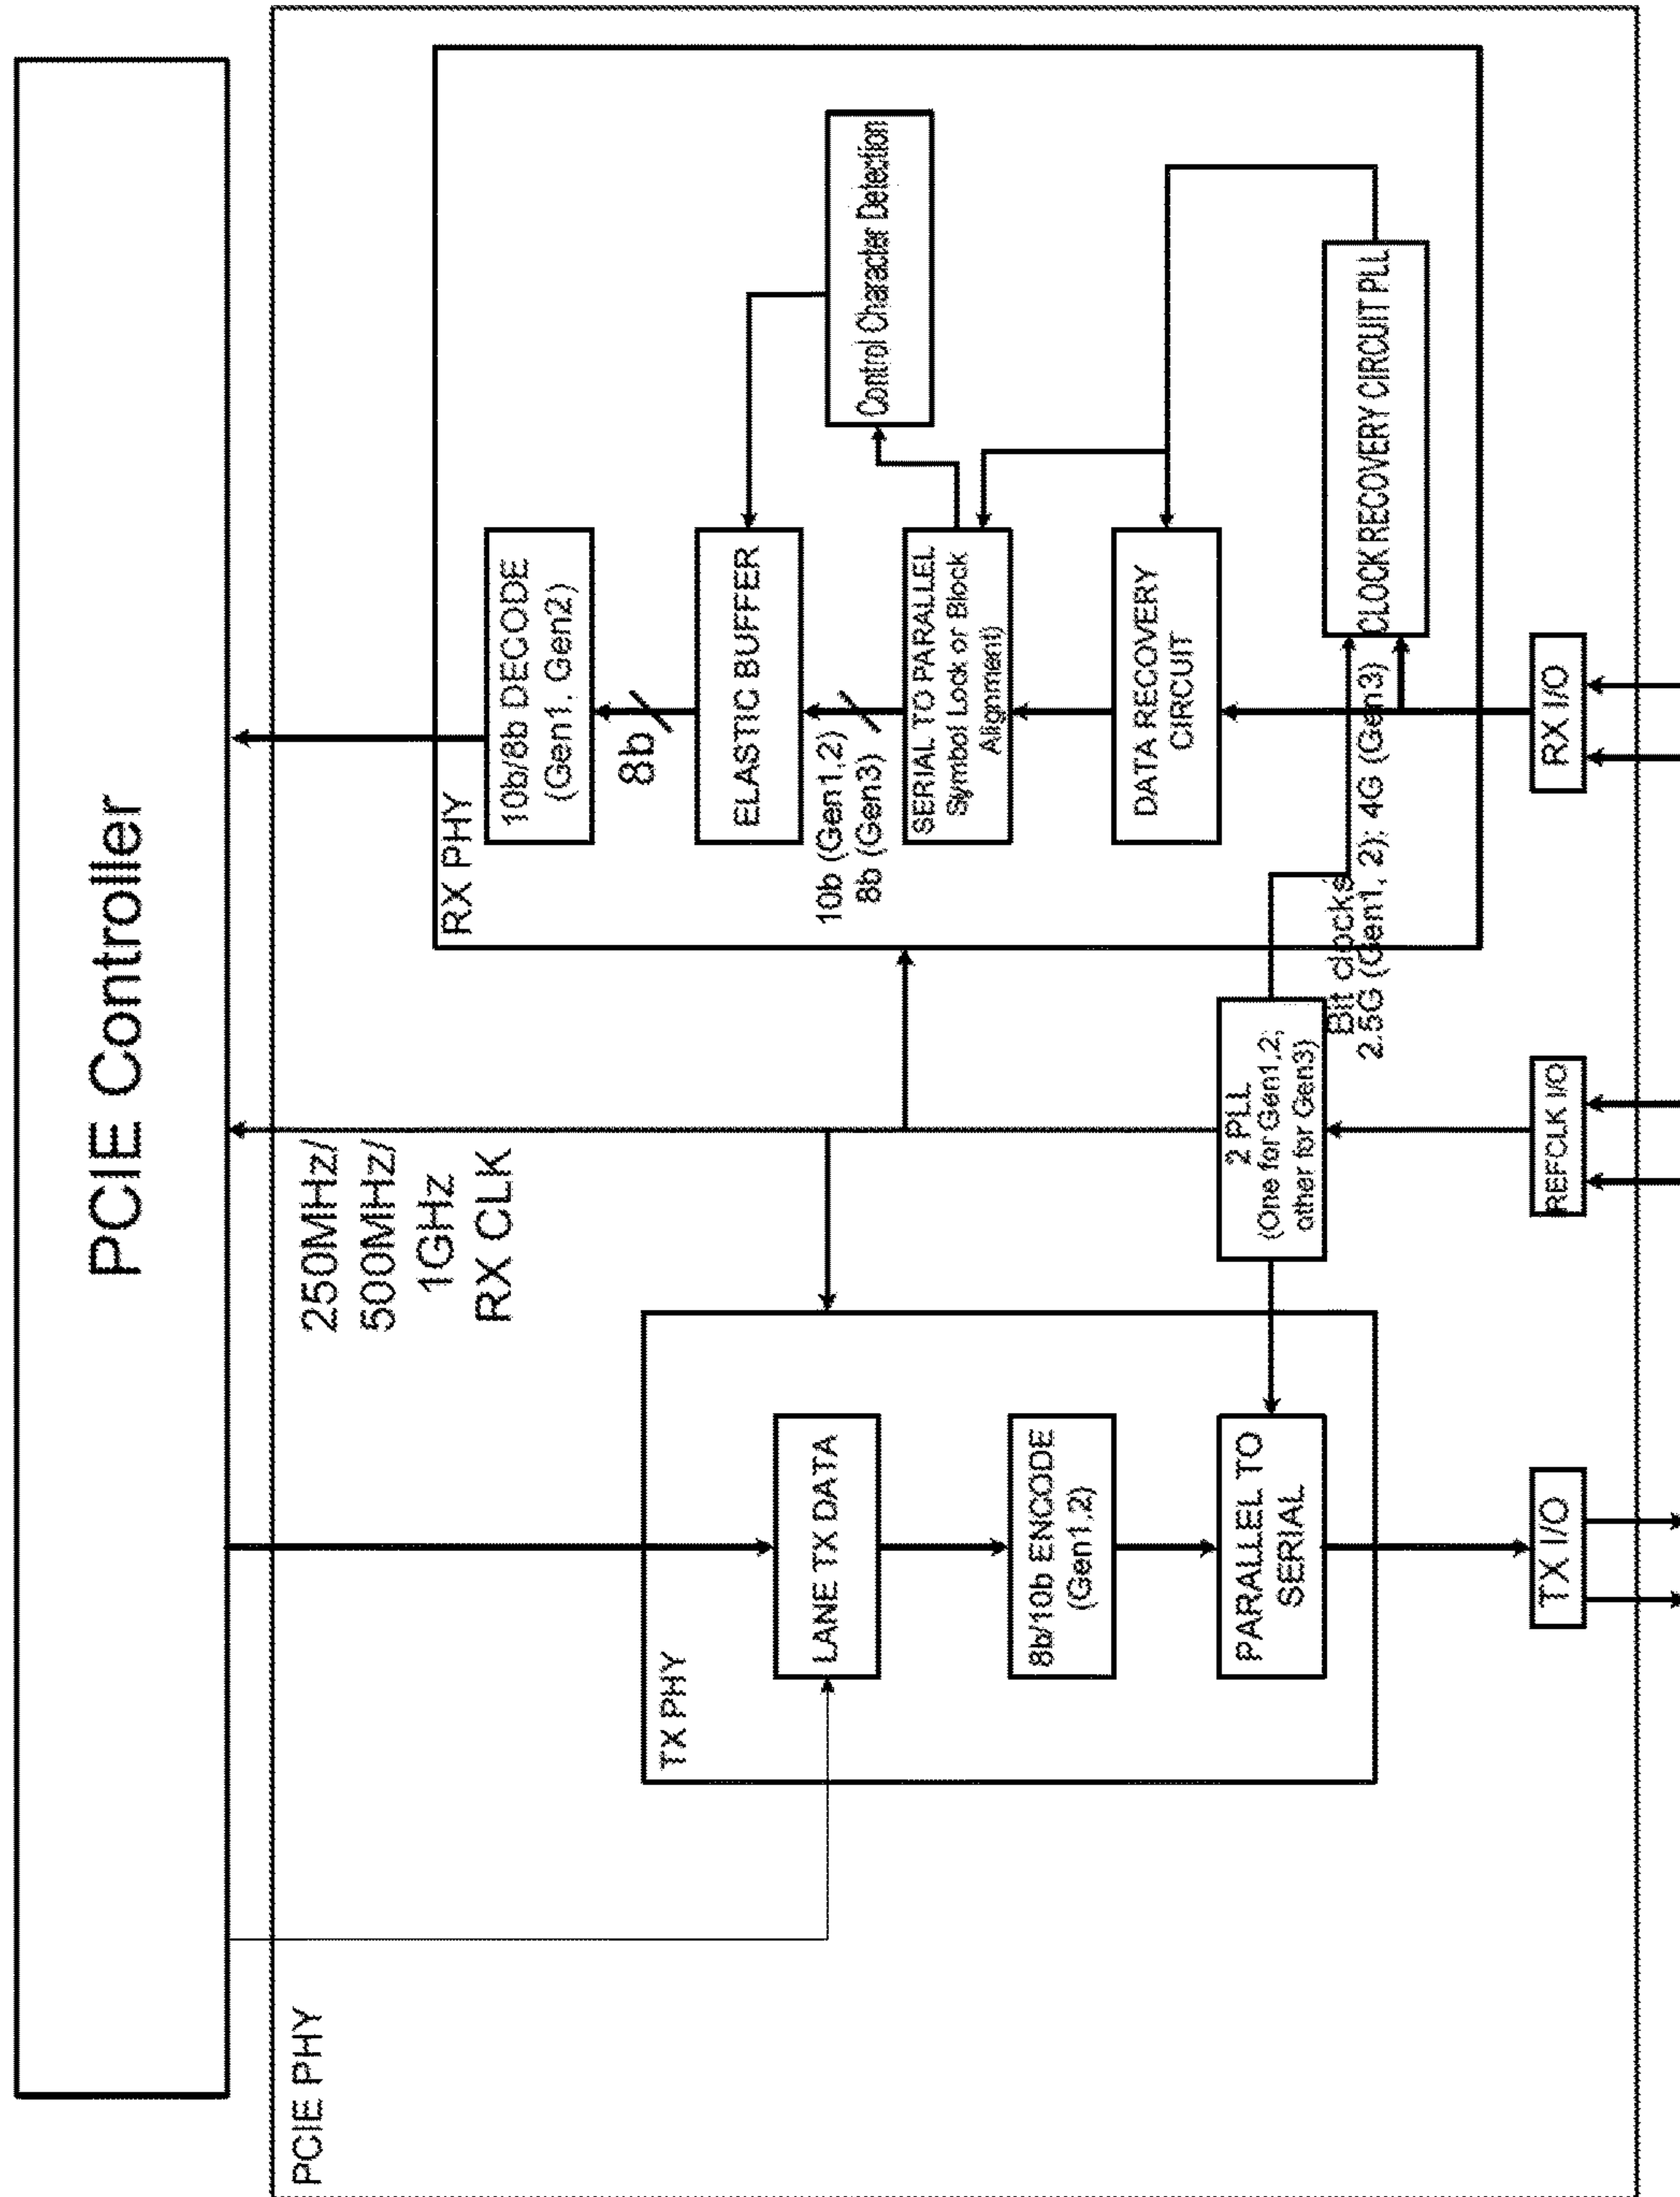 PCIE Controller
PCIE PHY
250MHz/
500MHz/
1GHz
RX CLK
TX PHY
LANE TX DATA
8b/10b ENCODE
(Gen1,2)
PARALLEL TO
SERIAL
TX I/O
2 PLL
(One for Gen1,2,
other for Gen3)
REFCLK I/O
RX PHY
10b/8b DECODE
(Gen1, Gen2)
8b
ELASTIC BUFFER
10b (Gen1,2)
8b (Gen3)
SERIAL TO PARALLEL
Symbol Lock or Block
Alignment)
Control Character Detection
DATA RECOVERY
CIRCUIT
Bit clocks
2.5G (Gen1, 2); 4G (Gen3)
CLOCK RECOVERY CIRCUIT PLL
RX I/O